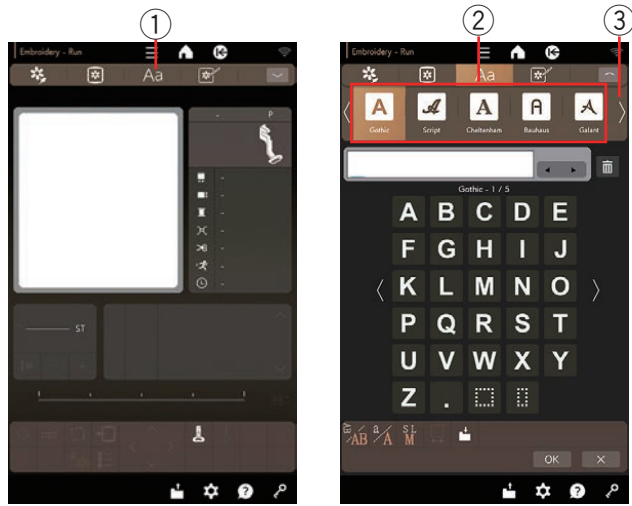 1
2
3
Embroidery - Run
Aa
- P
-
-
-
-
-
-
-
ST
Embroidery - Run
Aa
A
A
A
A
A
Gothic
Script
Cheltenham
Bauhaus
Galant
Gothic - 1 / 5
A B C D E
F G H I J
K L M N O
P Q R S T
U V W X Y
Z .
AB
a/A
SL
M
OK